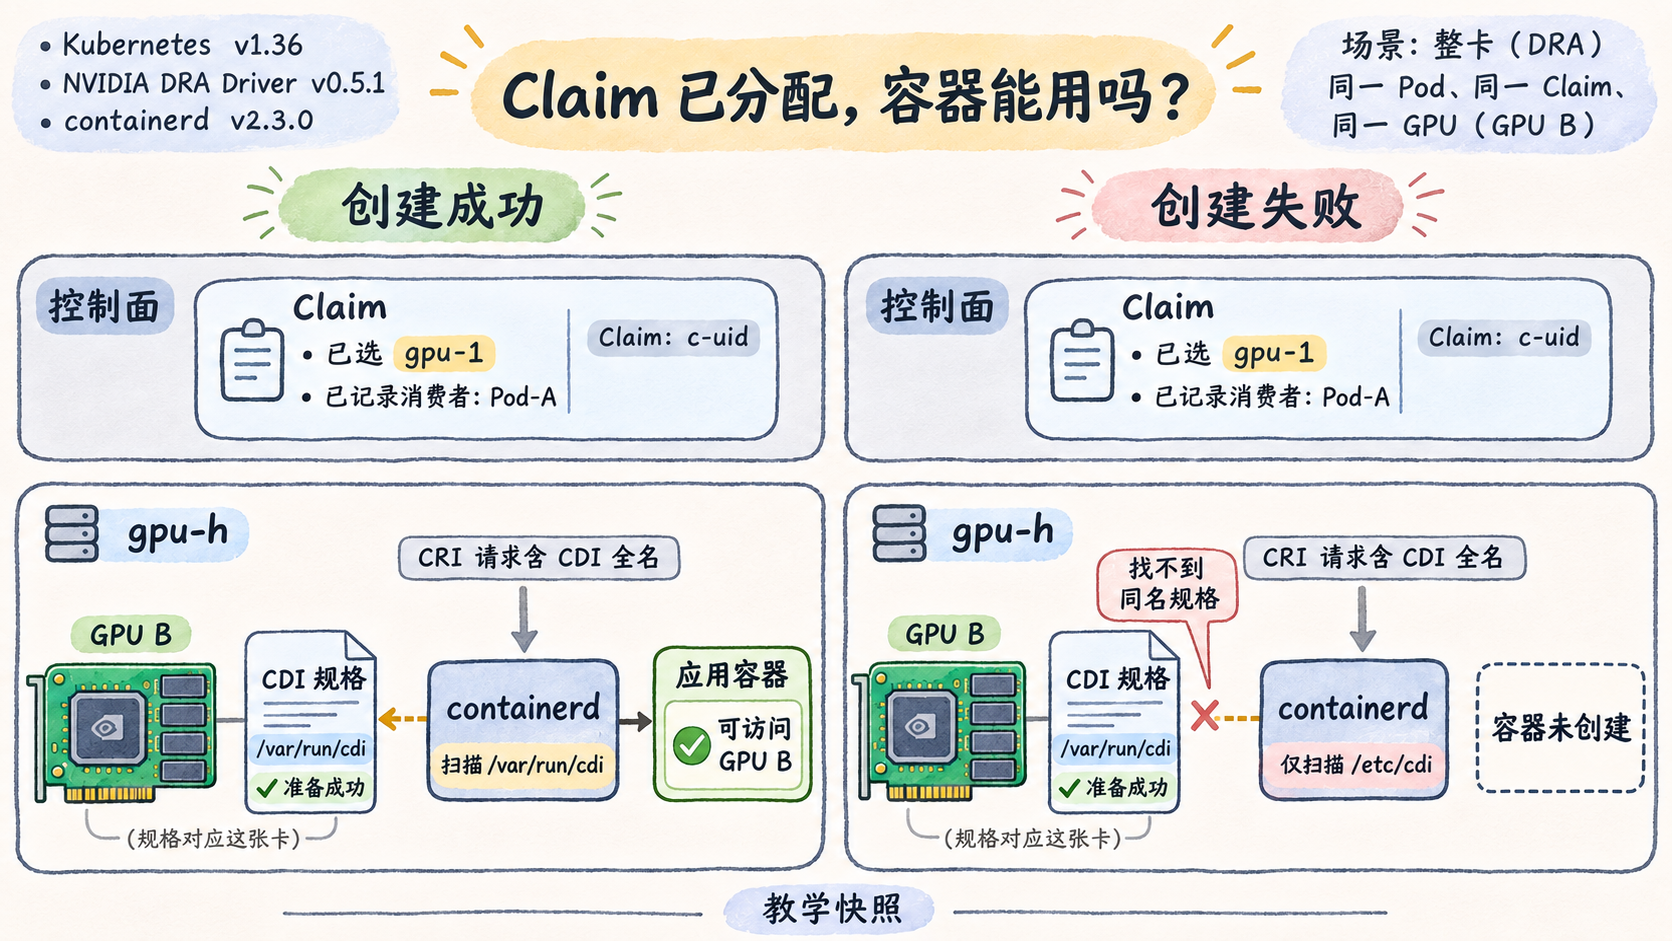 • Kubernetes v1.36
• NVIDIA DRA Driver v0.5.1
• containerd v2.3.0
Claim 已分配，容器能用吗？
场景：整卡（DRA）
同一 Pod、同一 Claim、
同一 GPU（GPU B）
创建成功
控制面
Claim
• 已选 gpu-1
• 已记录消费者：Pod-A
Claim：c-uid
gpu-h
CRI 请求含 CDI 全名
GPU B
CDI 规格
/var/run/cdi
准备成功
（规格对应这张卡）
containerd
扫描 /var/run/cdi
应用容器
可访问
GPU B
创建失败
控制面
Claim
• 已选 gpu-1
• 已记录消费者：Pod-A
Claim：c-uid
gpu-h
找不到
同名规格
CRI 请求含 CDI 全名
GPU B
CDI 规格
/var/run/cdi
准备成功
（规格对应这张卡）
containerd
仅扫描 /etc/cdi
容器未创建
教学快照